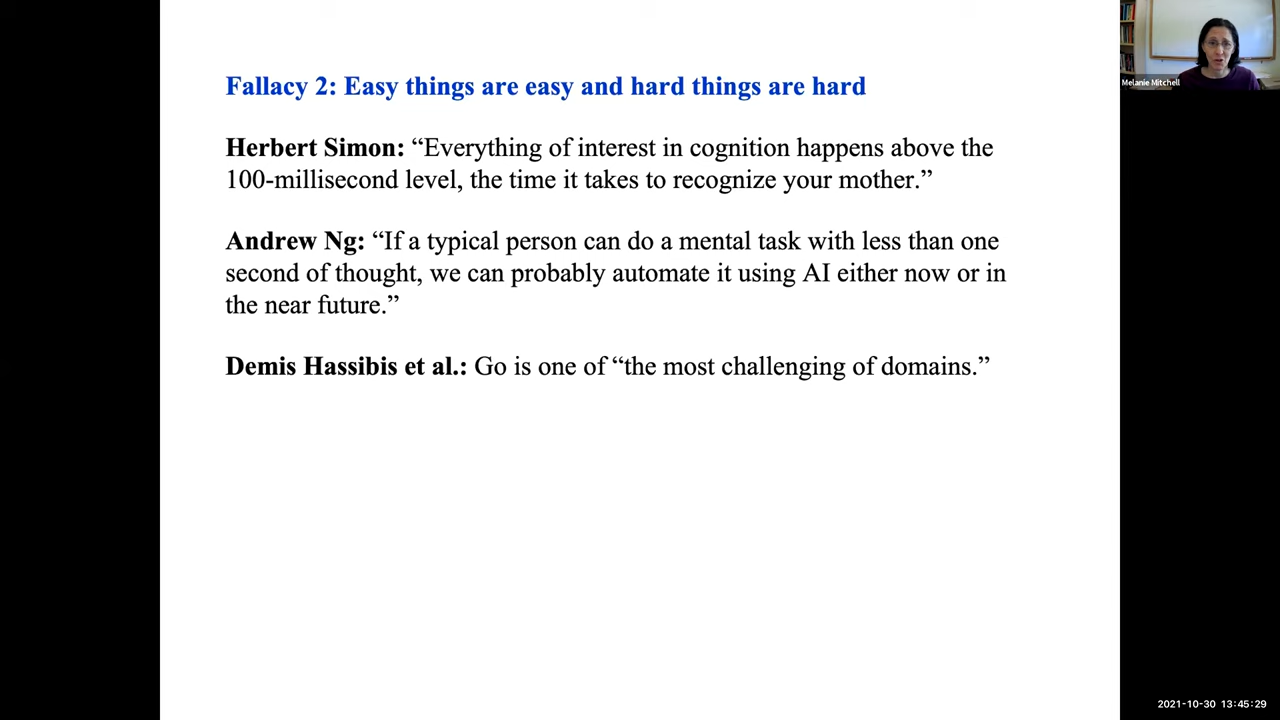 Fallacy 2: Easy things are easy and hard things are hard
Herbert Simon: “Everything of interest in cognition happens above the
100-millisecond level, the time it takes to recognize your mother.”
Andrew Ng: “If a typical person can do a mental task with less than one
second of thought, we can probably automate it using AI either now or in
the near future.”
Demis Hassibis et al.: Go is one of “the most challenging of domains.”
Melanie Mitchell
2021-10-30 13:45:29